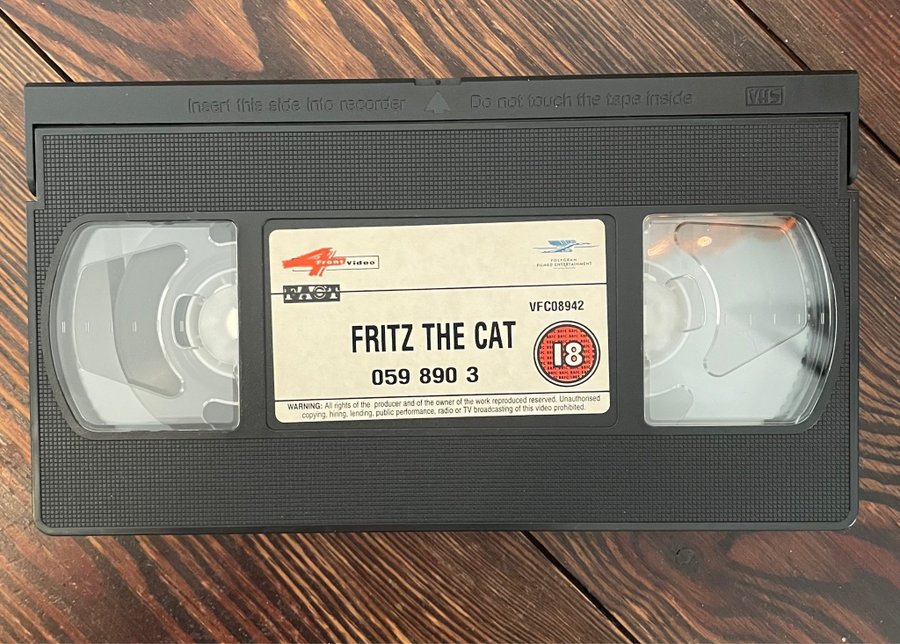 Insert this side into recorder Do not touch the tape inside VHS
4 Front Video
POLYGRAM
FILMED ENTERTAINMENT
FACT
VFC08942
FRITZ THE CAT
18
059 890 3
WARNING: All rights of the producer and of the owner of the work reproduced reserved. Unauthorised
copying, hiring, lending, public performance, radio or TV broadcasting of this video prohibited.